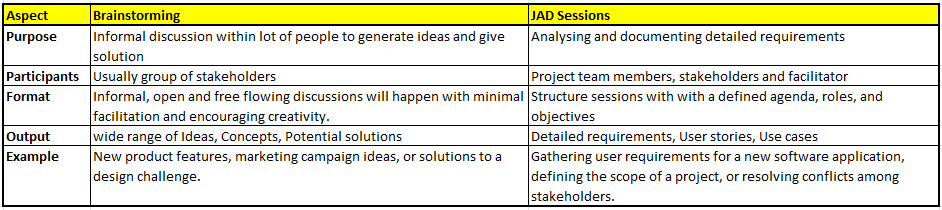 Aspect Brainstorming JAD Sessions
Purpose Informal discussion within lot of people to generate ideas and give Analysing and documenting detailed requirements
solution
Participants Usually group of stakeholders Project team members, stakeholders and facilitator
Format Informal, open and free flowing discussions will happen with minimal Structure sessions with with a defined agenda, roles, and
facilitation and encouraging creativity. objectives
Output wide range of Ideas, Concepts, Potential solutions Detailed requirements, User stories, Use cases
Example New product features, marketing campaign ideas, or solutions to a Gathering user requirements for a new software application,
design challenge. defining the scope of a project, or resolving conflicts among
stakeholders.